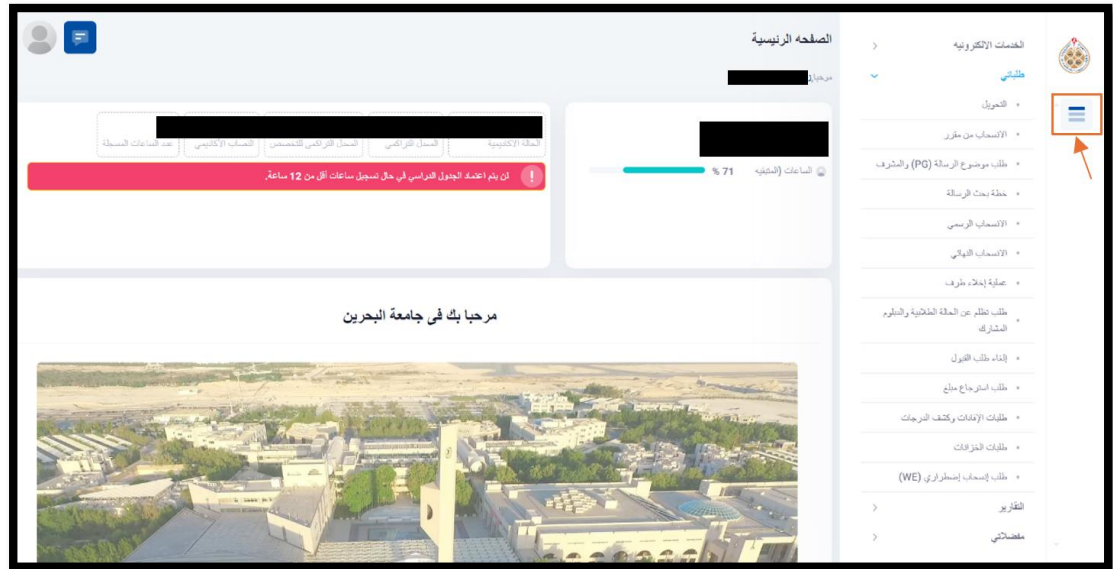 الخدمات الالكترونيه
طلباتي
التحويل
الانسحاب من مقرر
طلب موضوع الرسالة (PG) والمشرف
خطة بحث الرسالة
الانسحاب الرسمي
الانسحاب النهائي
عملية إخلاء طرف
طلب تظلم عن الحالة الطلابية والدبلوم
المشارك
إلغاء طلب القبول
طلب استرجاع مبلغ
طلبات الإفادات وكشف الدرجات
طلبات الخزانات
طلب إنسحاب إضطراري (WE)
التقارير
مفضلاتي
الصفحه الرئيسية
مرحبا،
الساعات (المتبقيه
71 %
الحالة الاكاديمية
المعدل التراكمي
المعدل التراكمي للتخصص
النصاب الأكاديمي
عدد الساعات المسجلة
لن يتم اعتماد الجدول الدراسي في حال تسجيل ساعات أقل من 12 ساعة.
مرحبا بك في جامعة البحرين